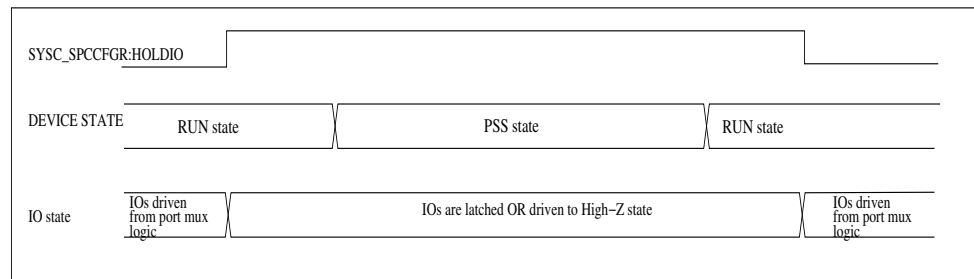 SYSC_SPCCFGR:HOLDIO
DEVICE STATE
RUN state
PSS state
RUN state
IO state
IOs driven
from port mux
logic
IOs are latched OR driven to High-Z state
IOs driven
from port mux
logic